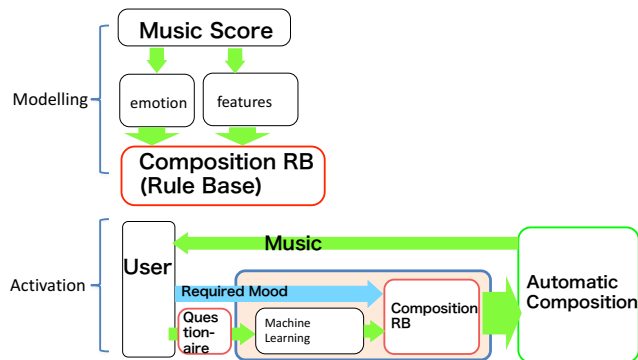 Music Score
Modelling
emotion
features
Composition RB
(Rule Base)
Activation
User
Music
Required Mood
Ques
tion-
aire
Machine
Learning
Composition
RB
Automatic
Composition